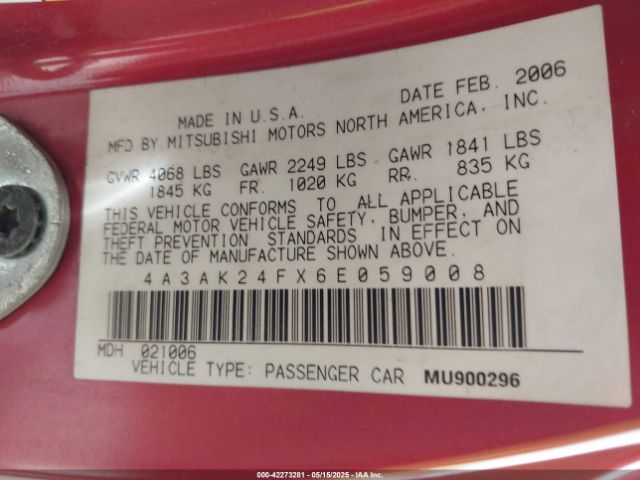 MADE IN U.S.A. DATE FEB. 2006
MFD BY MITSUBISHI MOTORS NORTH AMERICA, INC.
GVWR 4068 LBS GAWR 2249 LBS GAWR 1841 LBS
1845 KG FR. 1020 KG RR. 835 KG
THIS VEHICLE CONFORMS TO ALL APPLICABLE
FEDERAL MOTOR VEHICLE SAFETY, BUMPER, AND
THEFT PREVENTION STANDARDS IN EFFECT ON
THE DATE OF MANUFACTURE SHOWN ABOVE.
4A3AK24FX6E059008
MDH 021006
VEHICLE TYPE: PASSENGER CAR MU900296
000-42273281 - 05/15/2025 - IAA Inc.